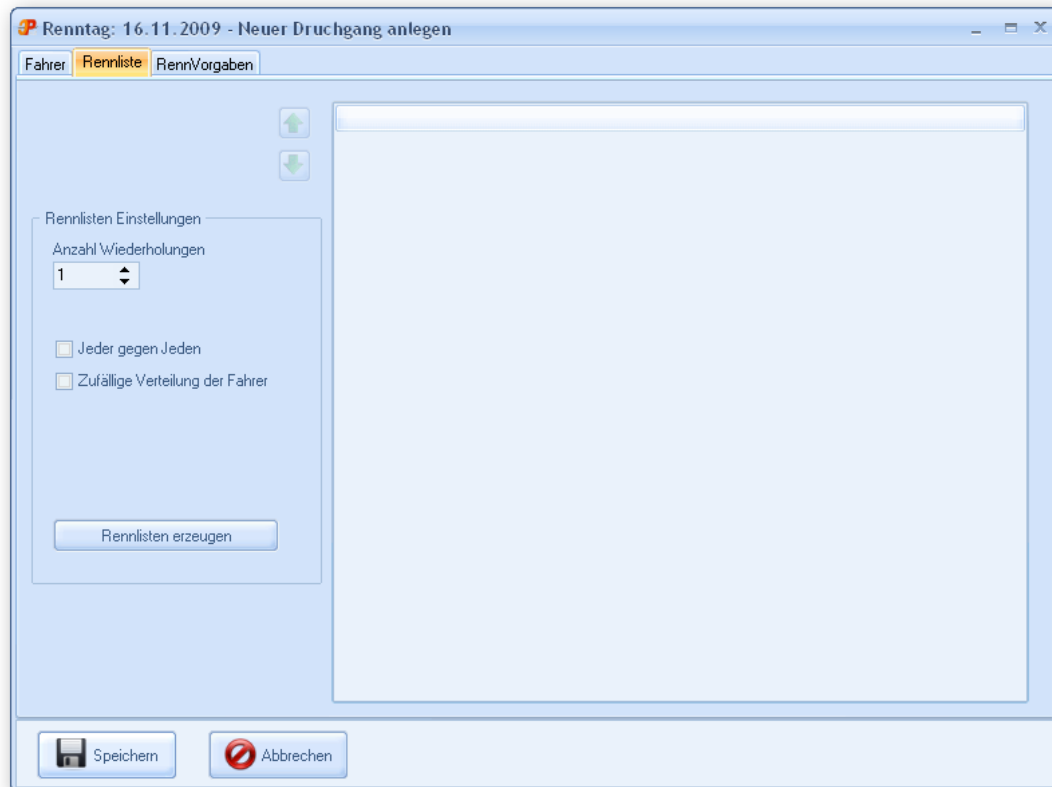 Renntag: 16.11.2009 - Neuer Druchgang anlegen
Fahrer Rennliste RennVorgaben
Rennlisten Einstellungen
Anzahl Wiederholungen
1
Jeder gegen Jeden
Zufällige Verteilung der Fahrer
Rennlisten erzeugen
Speichern Abbrechen